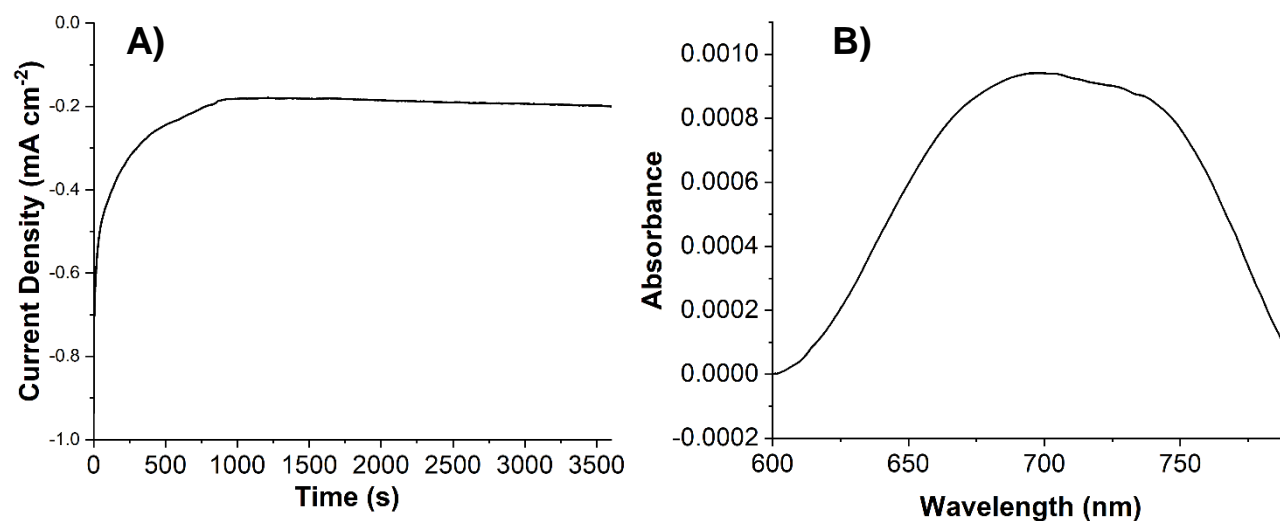 A)
Current Density (mA cm⁻²)
0.0
-0.2
-0.4
-0.6
-0.8
-1.0
0 500 1000 1500 2000 2500 3000 3500
Time (s)
B)
Absorbance
0.0010
0.0008
0.0006
0.0004
0.0002
0.0000
-0.0002
600 650 700 750
Wavelength (nm)